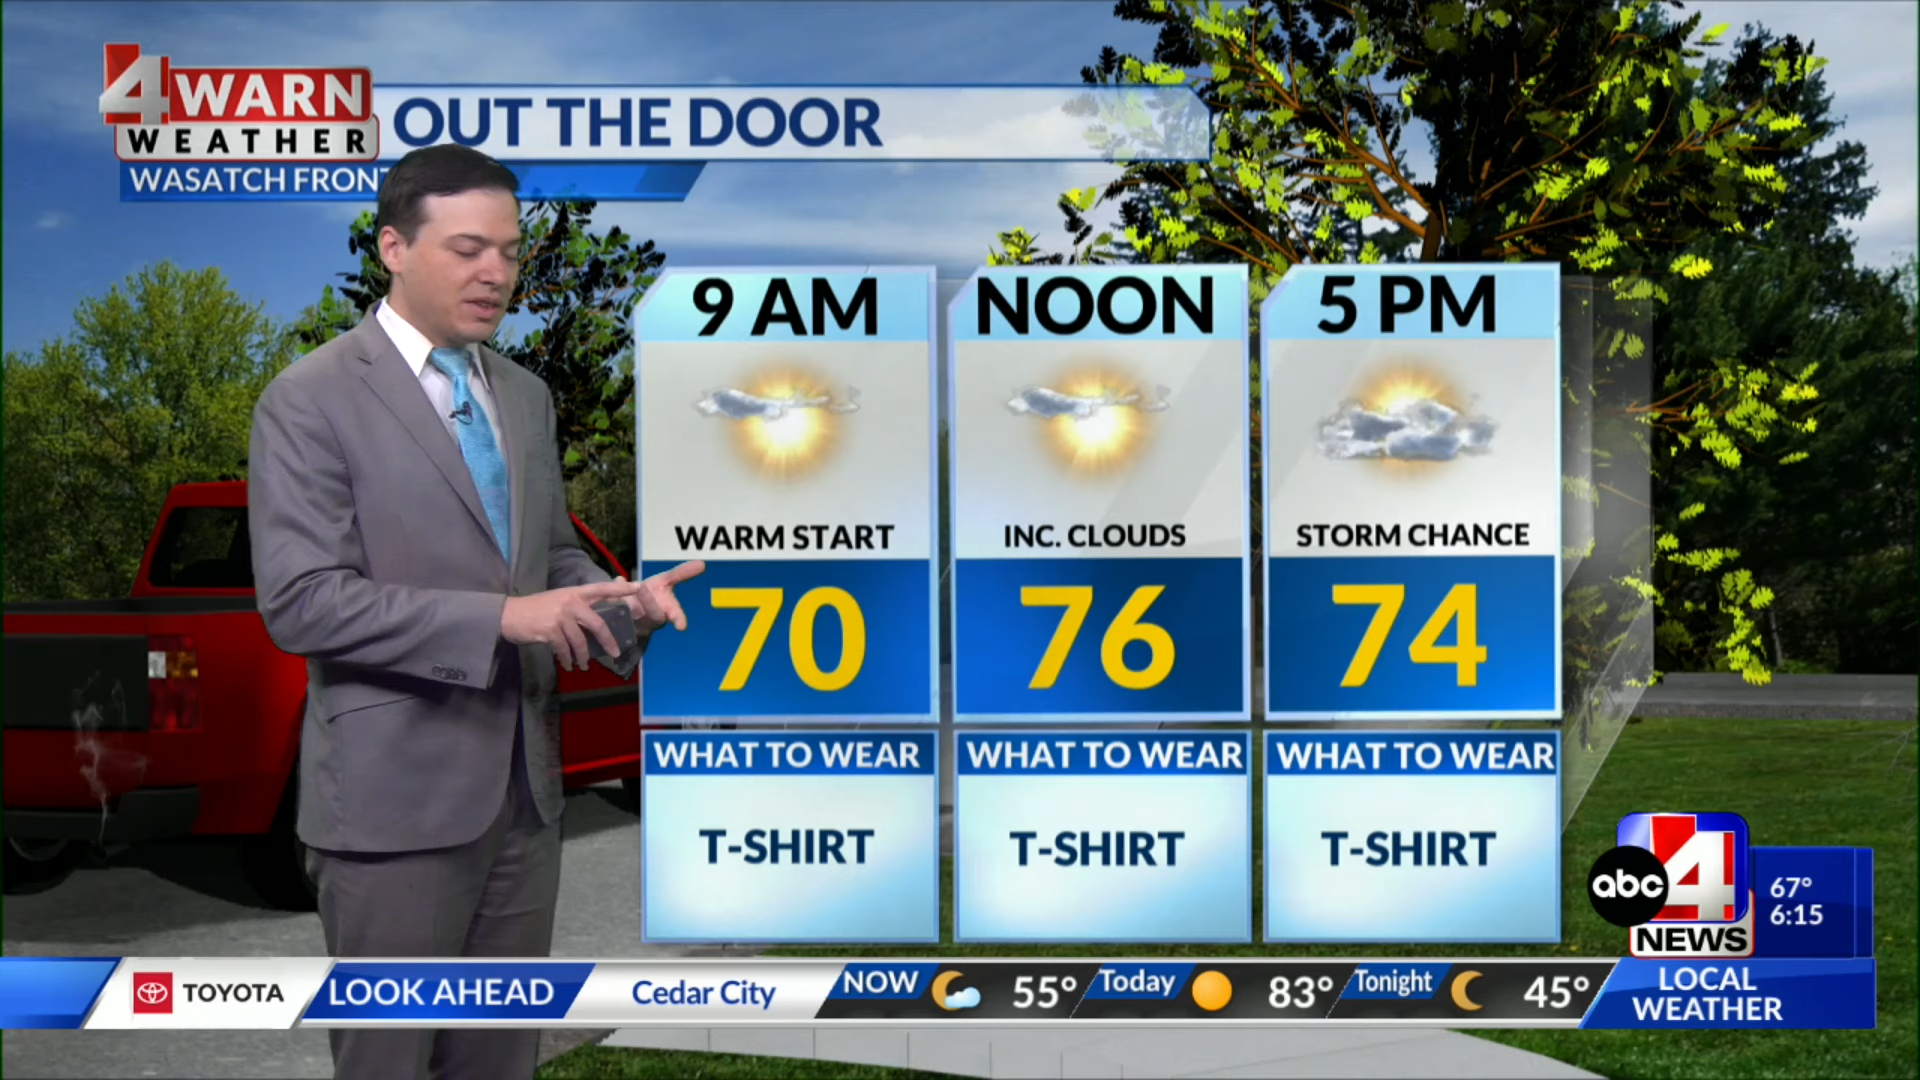 4WARN
WEATHER
OUT THE DOOR
WASATCH FRONT
9 AM
NOON
5 PM
WARM START
INC. CLOUDS
STORM CHANCE
70
76
74
WHAT TO WEAR
WHAT TO WEAR
WHAT TO WEAR
T-SHIRT
T-SHIRT
T-SHIRT
abc
4
NEWS
67°
6:15
TOYOTA
LOOK AHEAD
Cedar City
NOW
55°
Today
83°
Tonight
45°
LOCAL
WEATHER